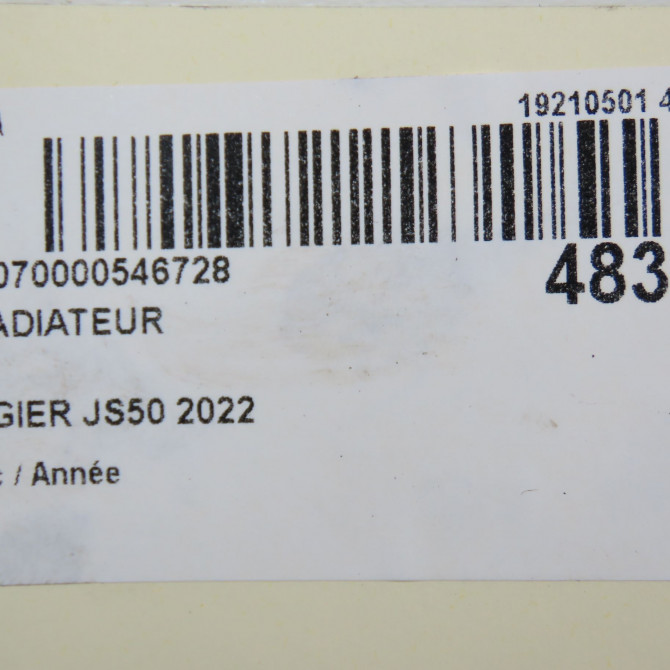 19210501 4
070000546728
483
ADIATEUR
GIER JS50 2022
/ Année